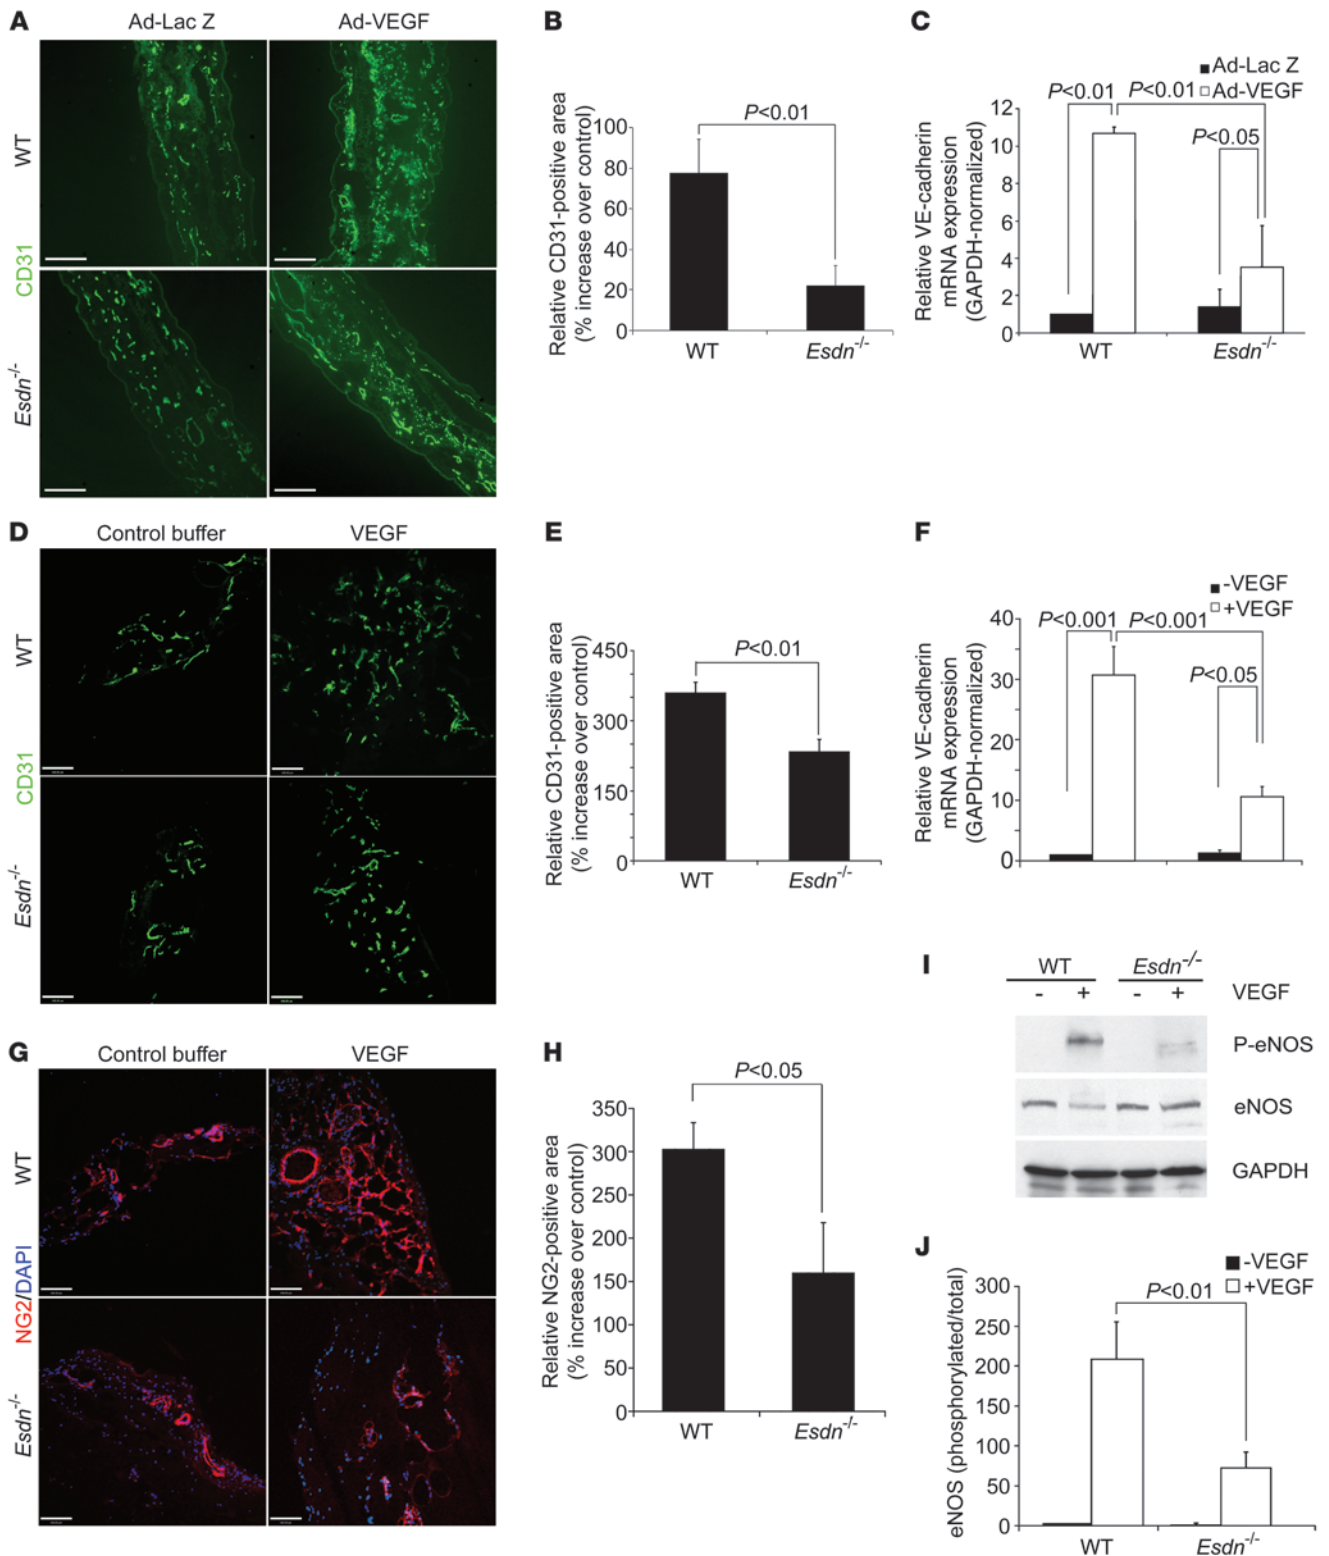 A
Ad-Lac Z
Ad-VEGF
WT
Esdn-/-
CD31
B
Relative CD31-positive area
(% increase over control)
100
80
60
40
20
0
P<0.01
WT
Esdn-/-
C
Ad-Lac Z
Ad-VEGF
P<0.01
P<0.01
P<0.05
Relative VE-cadherin
mRNA expression
(GAPDH-normalized)
12
10
8
6
4
2
0
WT
Esdn-/-
D
Control buffer
VEGF
WT
Esdn-/-
CD31
E
Relative CD31-positive area
(% increase over control)
450
300
150
0
P<0.01
WT
Esdn-/-
F
-VEGF
+VEGF
P<0.001
P<0.001
P<0.05
Relative VE-cadherin
mRNA expression
(GAPDH-normalized)
40
30
20
10
0
G
Control buffer
VEGF
WT
Esdn-/-
NG2/DAPI
H
Relative NG2-positive area
(% increase over control)
350
300
250
200
150
100
50
0
P<0.05
WT
Esdn-/-
I
WT
Esdn-/-
- + - + VEGF
P-eNOS
eNOS
GAPDH
J
-VEGF
+VEGF
P<0.01
eNOS (phosphorylated/total)
300
250
200
150
100
50
0
WT
Esdn-/-